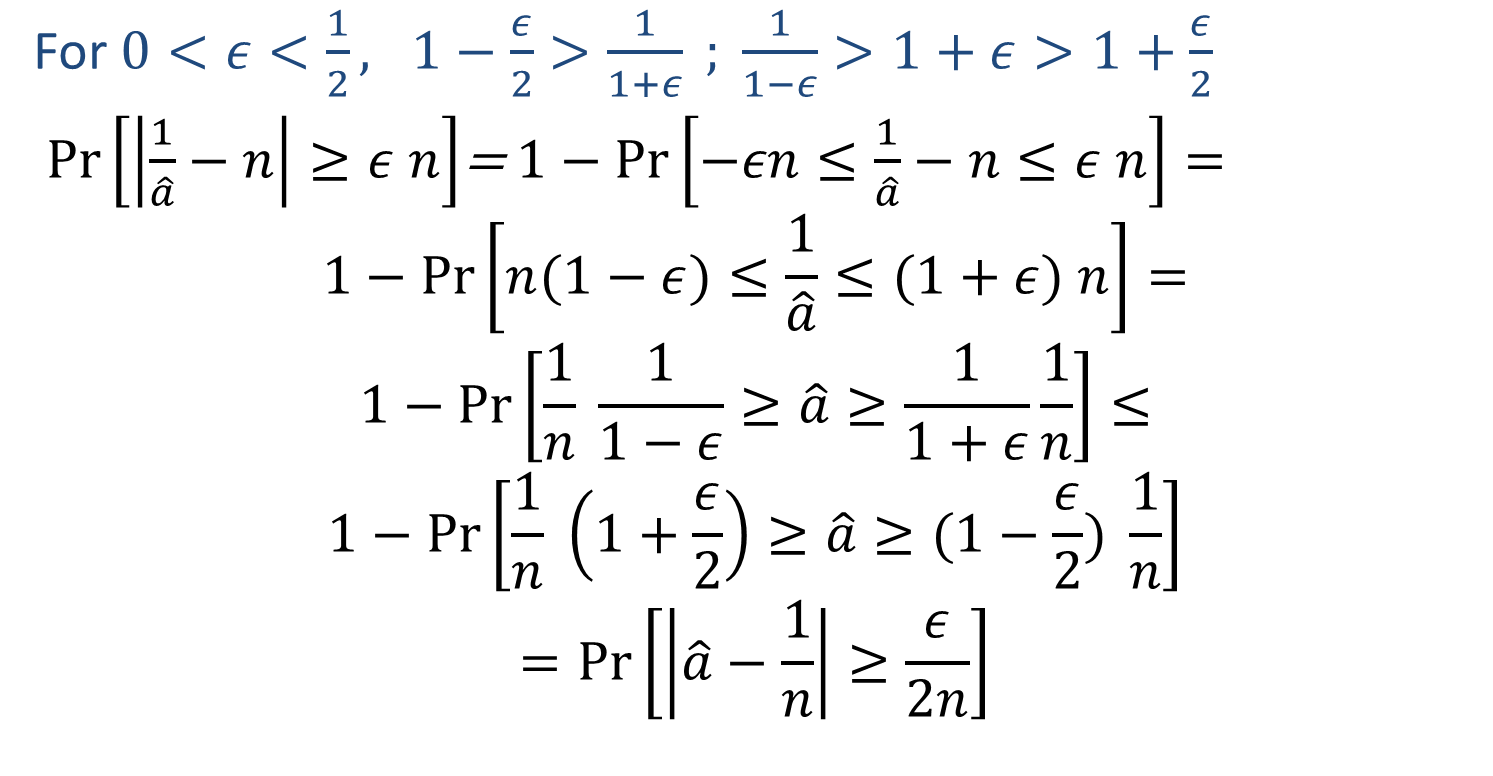 For 0 < ϵ < 1/2, 1 − ϵ/2 > 1/(1+ϵ) ; 1/(1−ϵ) > 1 + ϵ > 1 + ϵ/2
Pr[|1/â − n| ≥ ϵ n] = 1 − Pr[−ϵn ≤ 1/â − n ≤ ϵ n] =
1 − Pr[n(1 − ϵ) ≤ 1/â ≤ (1 + ϵ) n] =
1 − Pr[1/n 1/(1 − ϵ) ≥ â ≥ 1/(1 + ϵ) 1/n] ≤
1 − Pr[1/n (1 + ϵ/2) ≥ â ≥ (1 − ϵ/2) 1/n]
= Pr[|â − 1/n| ≥ ϵ/2n]